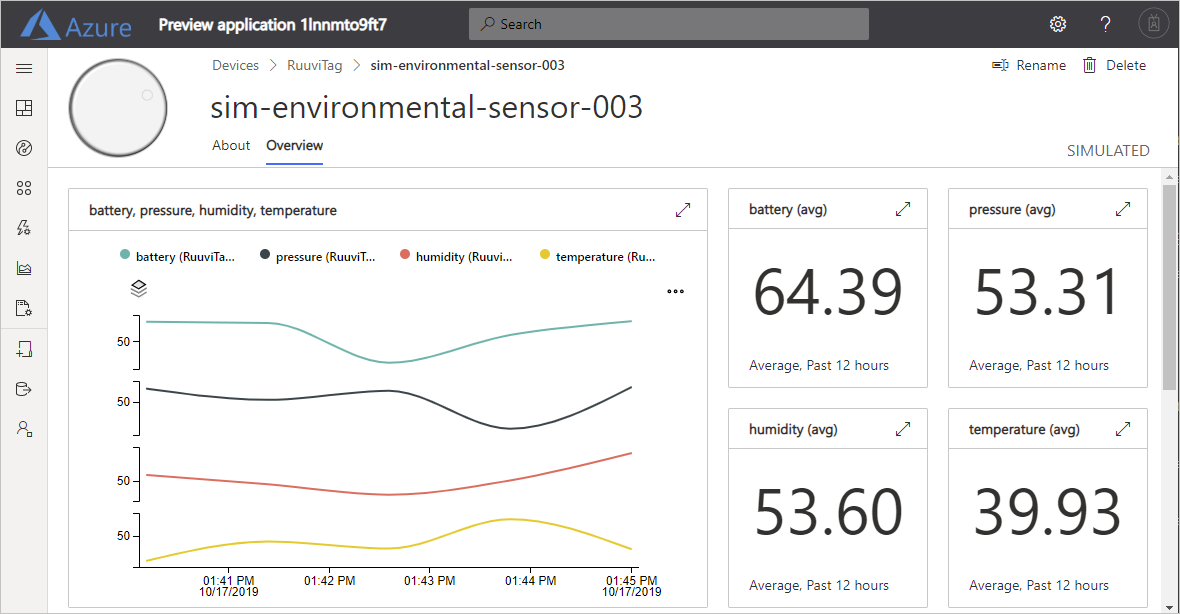 Azure
Preview application 1lnnmto9ft7
Search
Devices > RuuviTag > sim-environmental-sensor-003
Rename
Delete
sim-environmental-sensor-003
About
Overview
SIMULATED
battery, pressure, humidity, temperature
battery (RuuviTa...
pressure (RuuviT...
humidity (Ruuvi...
temperature (Ru...
50
50
50
50
01:41 PM 01:42 PM 01:43 PM 01:44 PM 01:45 PM
10/17/2019 10/17/2019
battery (avg)
64.39
Average, Past 12 hours
pressure (avg)
53.31
Average, Past 12 hours
humidity (avg)
53.60
Average, Past 12 hours
temperature (avg)
39.93
Average, Past 12 hours